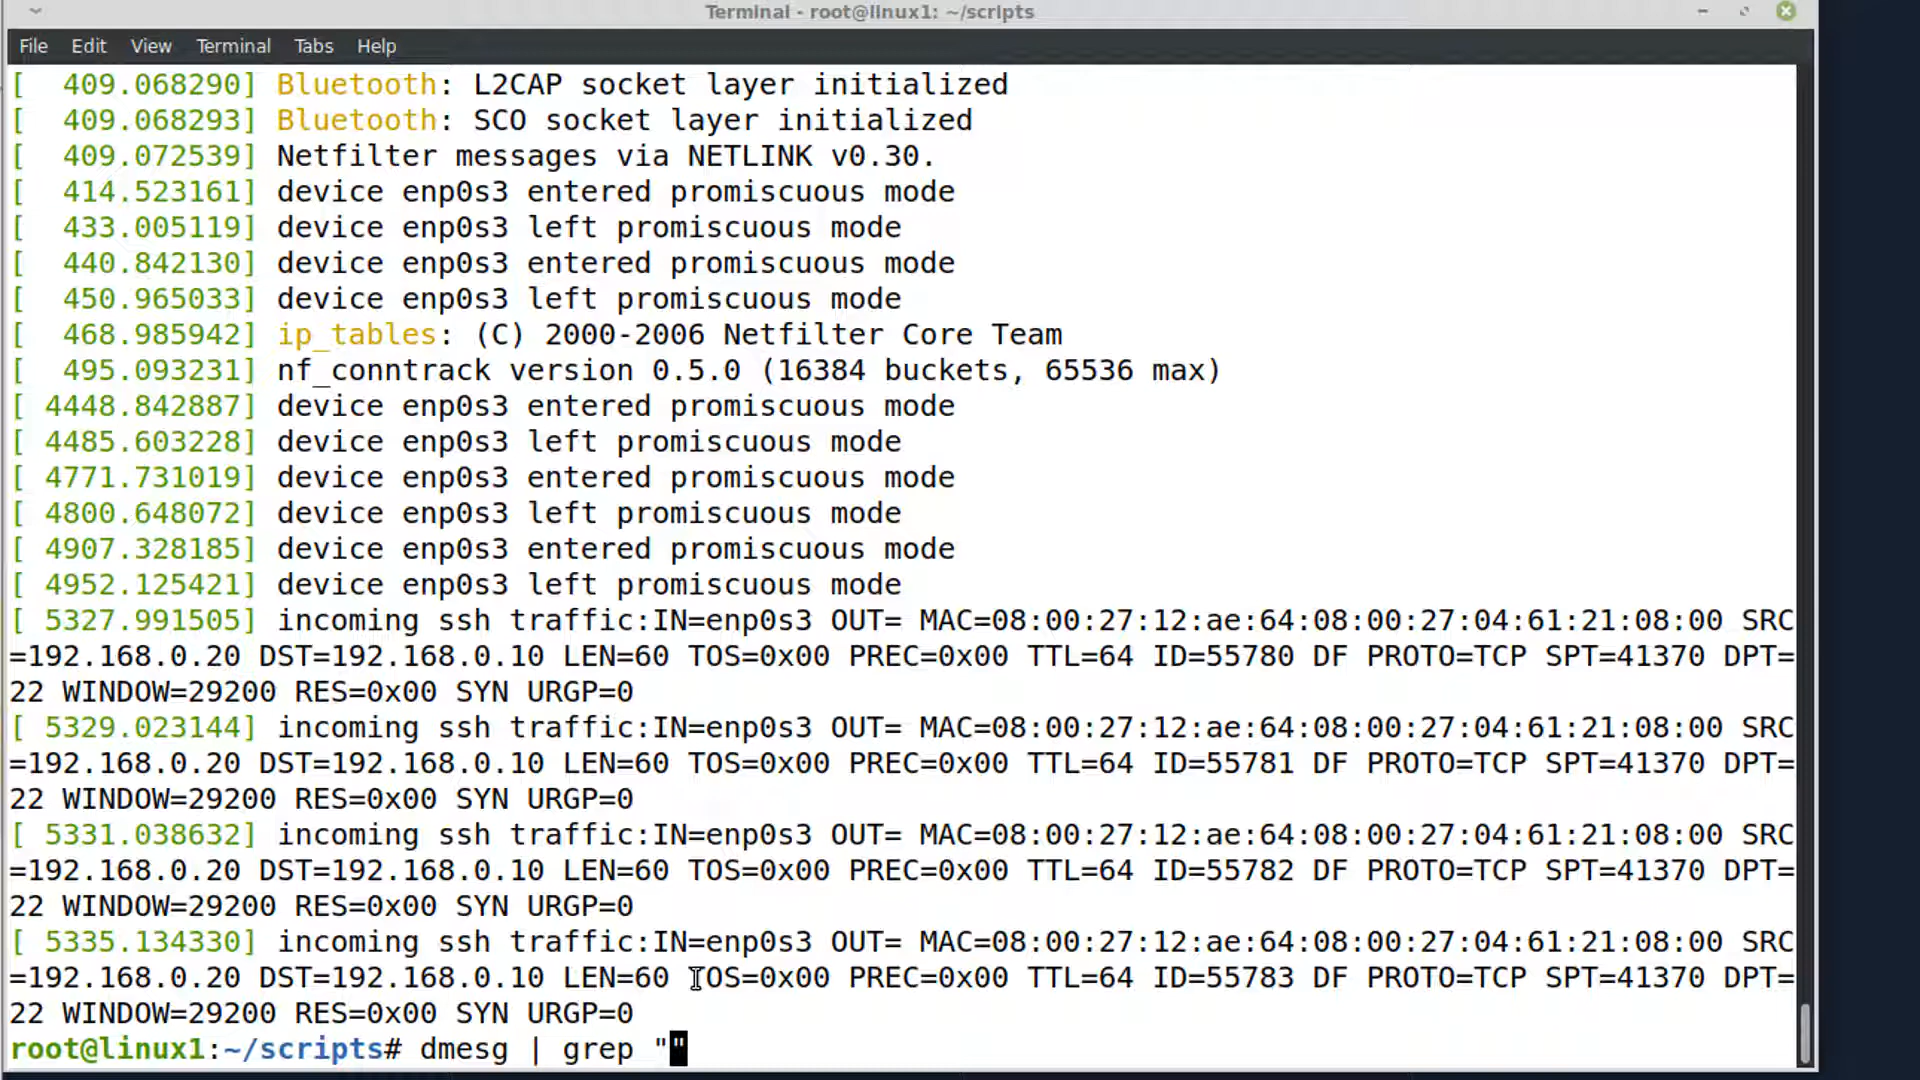 Terminal - root@linux1: ~/scripts
File Edit View Terminal Tabs Help
[  409.068290] Bluetooth: L2CAP socket layer initialized
[  409.068293] Bluetooth: SCO socket layer initialized
[  409.072539] Netfilter messages via NETLINK v0.30.
[  414.523161] device enp0s3 entered promiscuous mode
[  433.005119] device enp0s3 left promiscuous mode
[  440.842130] device enp0s3 entered promiscuous mode
[  450.965033] device enp0s3 left promiscuous mode
[  468.985942] ip_tables: (C) 2000-2006 Netfilter Core Team
[  495.093231] nf_conntrack version 0.5.0 (16384 buckets, 65536 max)
[ 4448.842887] device enp0s3 entered promiscuous mode
[ 4485.603228] device enp0s3 left promiscuous mode
[ 4771.731019] device enp0s3 entered promiscuous mode
[ 4800.648072] device enp0s3 left promiscuous mode
[ 4907.328185] device enp0s3 entered promiscuous mode
[ 4952.125421] device enp0s3 left promiscuous mode
[ 5327.991505] incoming ssh traffic:IN=enp0s3 OUT= MAC=08:00:27:12:ae:64:08:00:27:04:61:21:08:00 SRC
=192.168.0.20 DST=192.168.0.10 LEN=60 TOS=0x00 PREC=0x00 TTL=64 ID=55780 DF PROTO=TCP SPT=41370 DPT=
22 WINDOW=29200 RES=0x00 SYN URGP=0
[ 5329.023144] incoming ssh traffic:IN=enp0s3 OUT= MAC=08:00:27:12:ae:64:08:00:27:04:61:21:08:00 SRC
=192.168.0.20 DST=192.168.0.10 LEN=60 TOS=0x00 PREC=0x00 TTL=64 ID=55781 DF PROTO=TCP SPT=41370 DPT=
22 WINDOW=29200 RES=0x00 SYN URGP=0
[ 5331.038632] incoming ssh traffic:IN=enp0s3 OUT= MAC=08:00:27:12:ae:64:08:00:27:04:61:21:08:00 SRC
=192.168.0.20 DST=192.168.0.10 LEN=60 TOS=0x00 PREC=0x00 TTL=64 ID=55782 DF PROTO=TCP SPT=41370 DPT=
22 WINDOW=29200 RES=0x00 SYN URGP=0
[ 5335.134330] incoming ssh traffic:IN=enp0s3 OUT= MAC=08:00:27:12:ae:64:08:00:27:04:61:21:08:00 SRC
=192.168.0.20 DST=192.168.0.10 LEN=60 TOS=0x00 PREC=0x00 TTL=64 ID=55783 DF PROTO=TCP SPT=41370 DPT=
22 WINDOW=29200 RES=0x00 SYN URGP=0
root@linux1:~/scripts# dmesg | grep ""